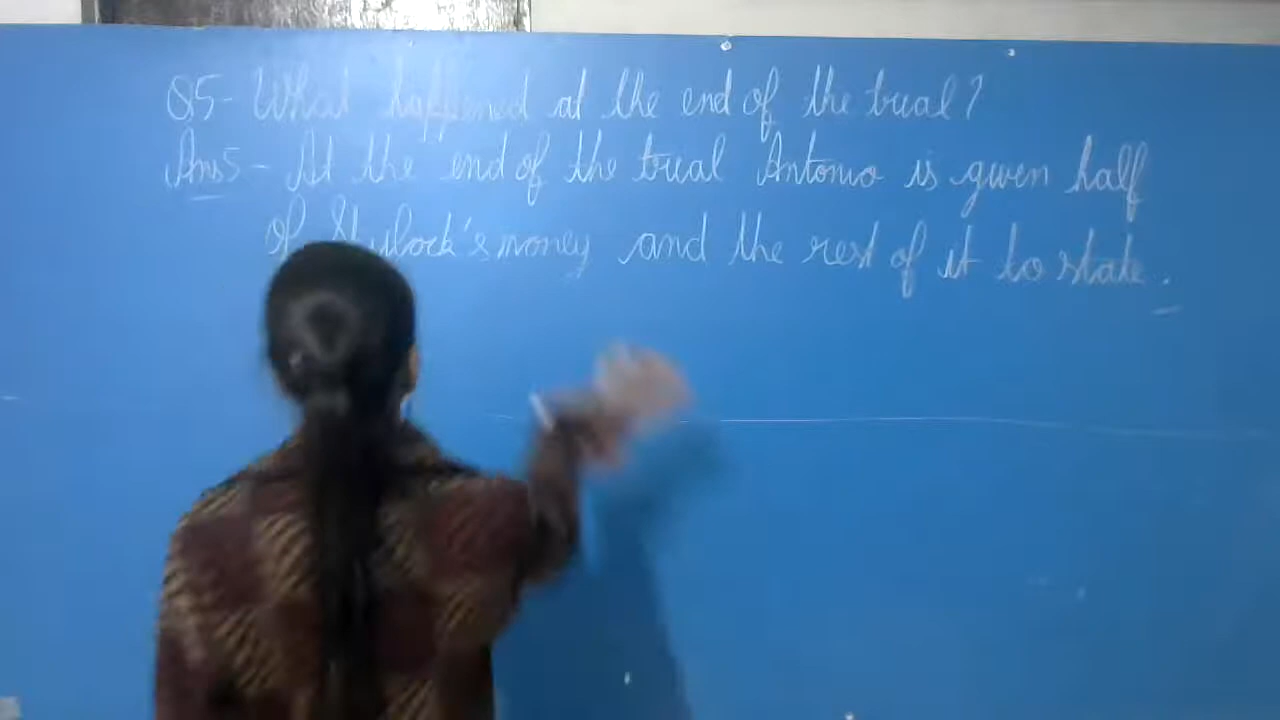 Q5- What happened at the end of the trial?
Ans5- At the end of the trial Antonio is given half
of Shylock's money and the rest of it to state.